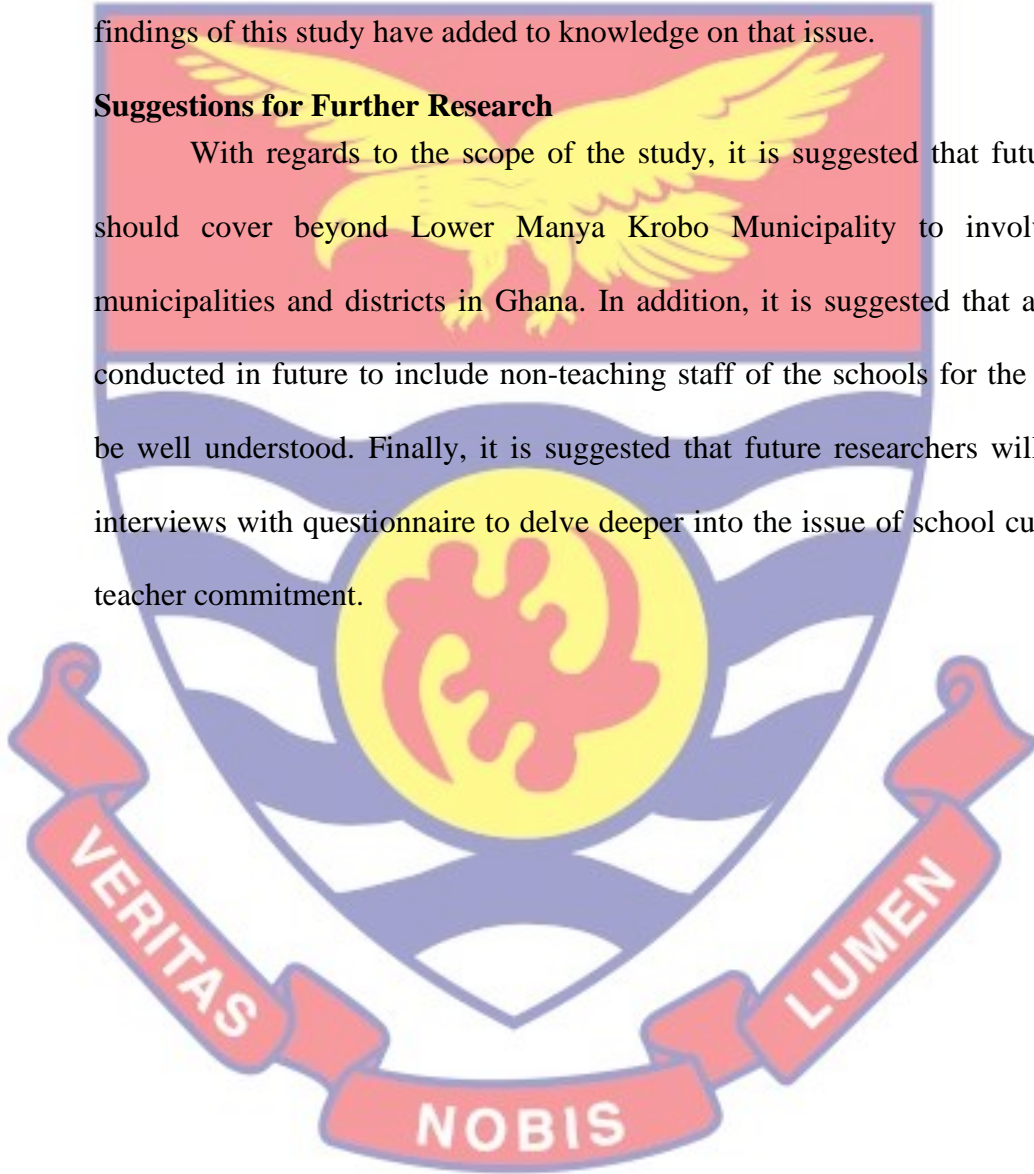 findings of this study have added to knowledge on that issue.
Suggestions for Further Research
With regards to the scope of the study, it is suggested that futu
should cover beyond Lower Manya Krobo Municipality to invol
municipalities and districts in Ghana. In addition, it is suggested that a
conducted in future to include non-teaching staff of the schools for the
be well understood. Finally, it is suggested that future researchers will
interviews with questionnaire to delve deeper into the issue of school cu
teacher commitment.
VERITAS
NOBIS
LUMEN